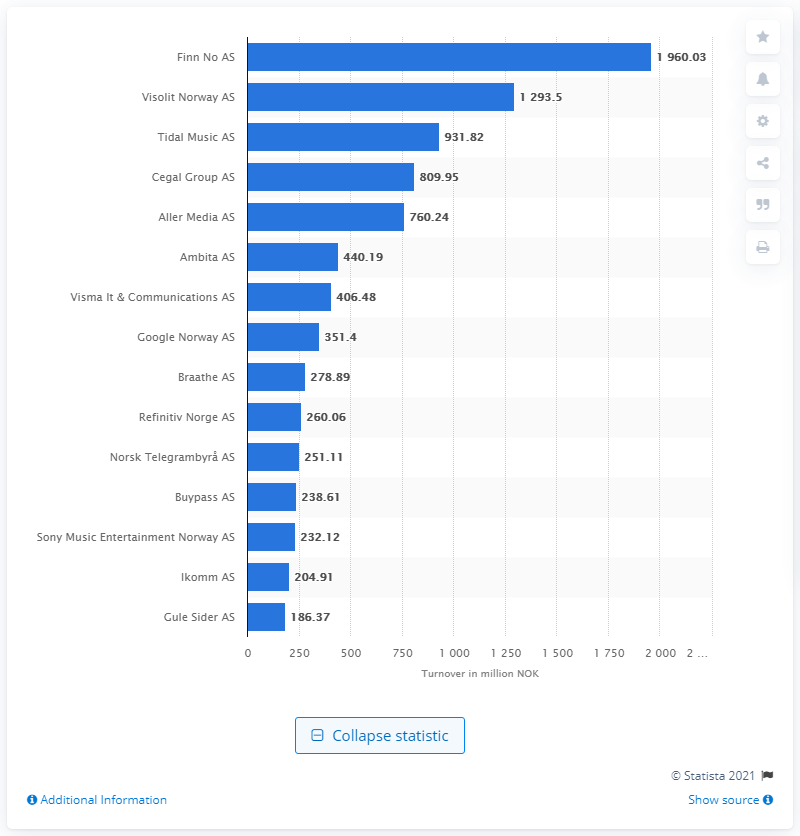 Finn No AS 1 960.03
Visolit Norway AS 1 293.5
Tidal Music AS 931.82
Cegal Group AS 809.95
Aller Media AS 760.24
Ambita AS 440.19
Visma It & Communications AS 406.48
Google Norway AS 351.4
Braathe AS 278.89
Refinitiv Norge AS 260.06
Norsk Telegrambyrå AS 251.11
Buypass AS 238.61
Sony Music Entertainment Norway AS 232.12
Ikomm AS 204.91
Gule Sider AS 186.37
0 250 500 750 1 000 1 250 1 500 1 750 2 000 2 ...
Turnover in million NOK
Collapse statistic
© Statista 2021
Additional Information Show source